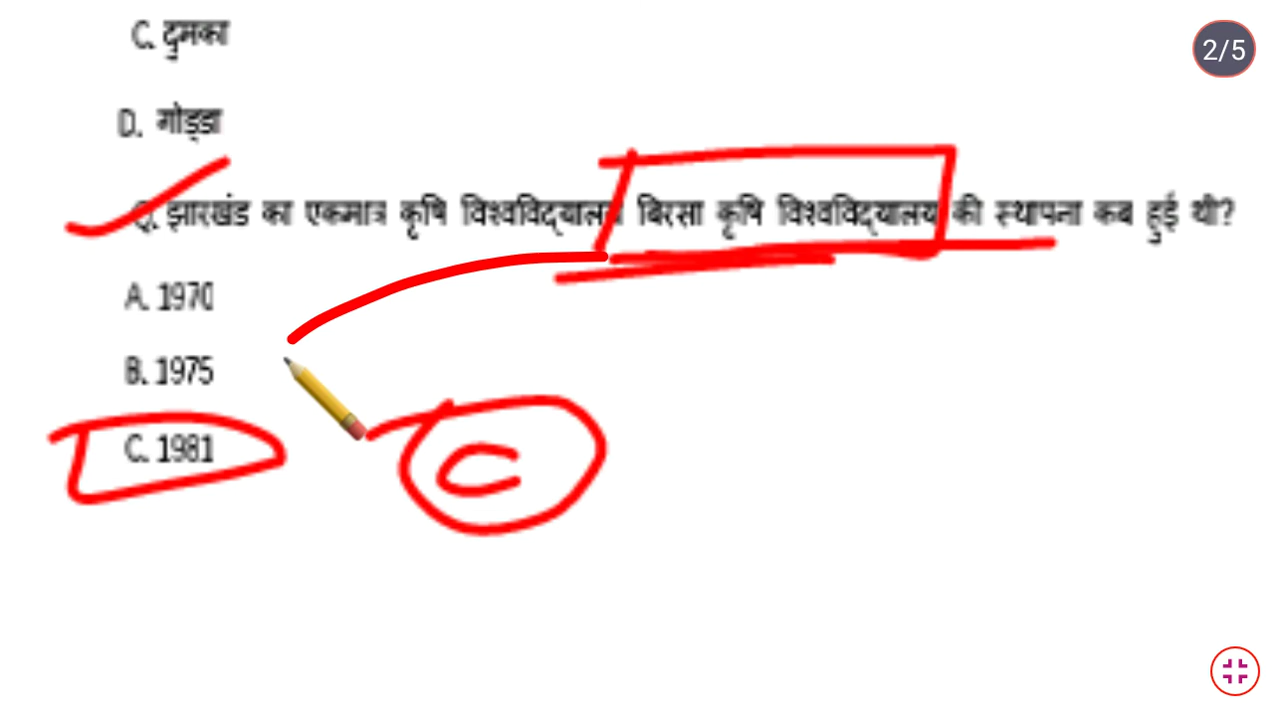 C. दुमका
2/5
D. गोड्डा
Q. झारखंड का एकमात्र कृषि विश्वविद्यालय बिरसा कृषि विश्वविद्यालय की स्थापना कब हुई थी?
A. 1970
B. 1975
C. 1981
C